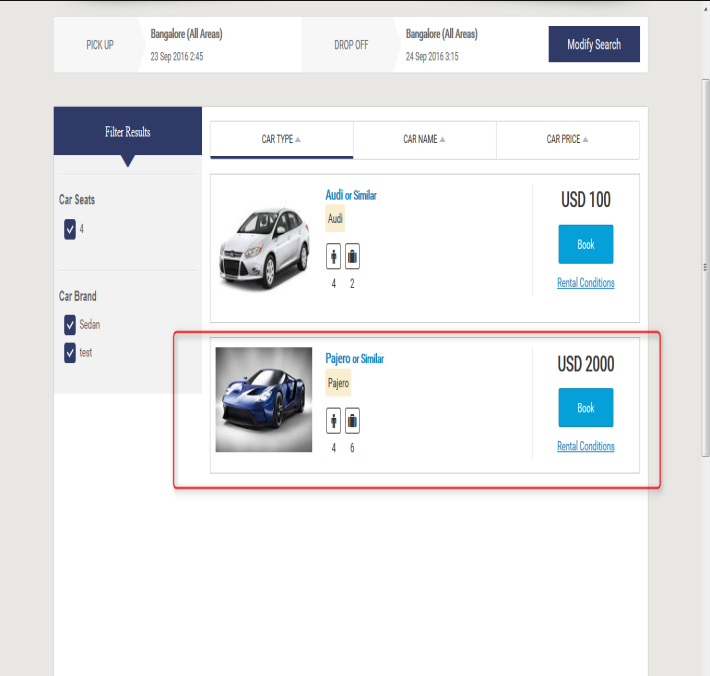 PICK UP
Bangalore (All Areas)
23 Sep 2016 2:45
DROP OFF
Bangalore (All Areas)
24 Sep 2016 3:15
Modify Search
Filter Results
Car Seats
4
Car Brand
Sedan
test
CAR TYPE
CAR NAME
CAR PRICE
Audi or Similar
Audi
4 2
USD 100
Book
Rental Conditions
Pajero or Similar
Pajero
4 6
USD 2000
Book
Rental Conditions